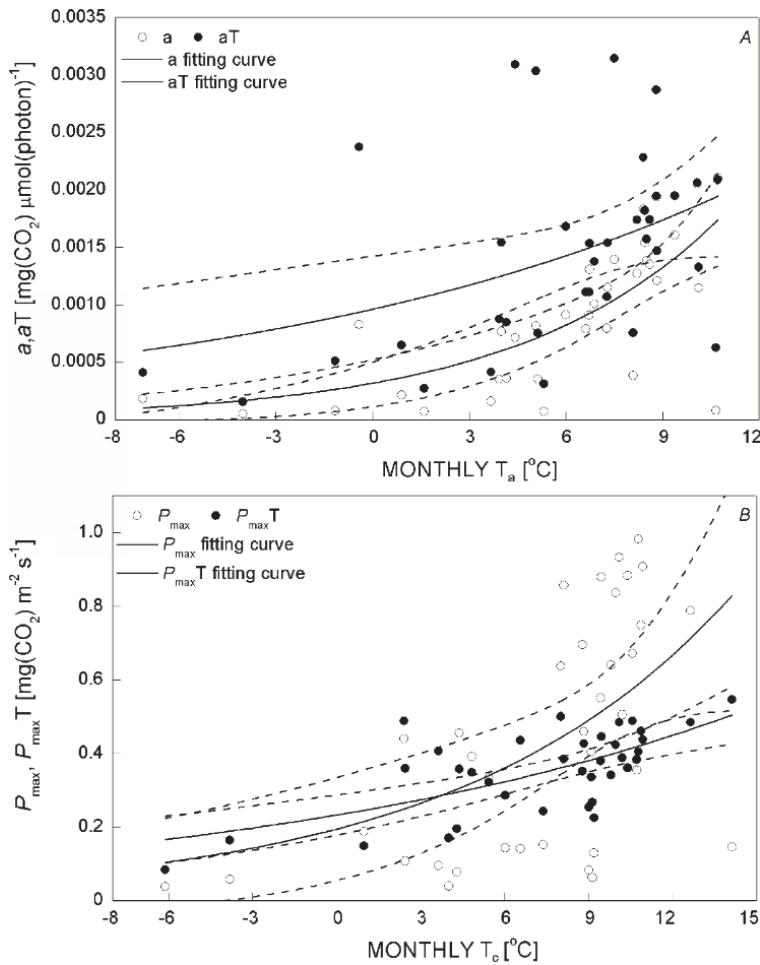 0.0035
○ a ● aT
A
a fitting curve
aT fitting curve
0.0030
0.0025
0.0020
0.0015
0.0010
0.0005
0
a,aT [mg(CO₂) μmol(photon)⁻¹]
-9 -6 -3 0 3 6 9 12
MONTHLY Tₐ [°C]
○ Pmax ● PmaxT
B
Pmax fitting curve
PmaxT fitting curve
1.0
0.8
0.6
0.4
0.2
0
Pmax, PmaxT [mg(CO₂) m⁻² s⁻¹]
-8 -6 -3 0 3 6 9 12 15
MONTHLY Tc [°C]